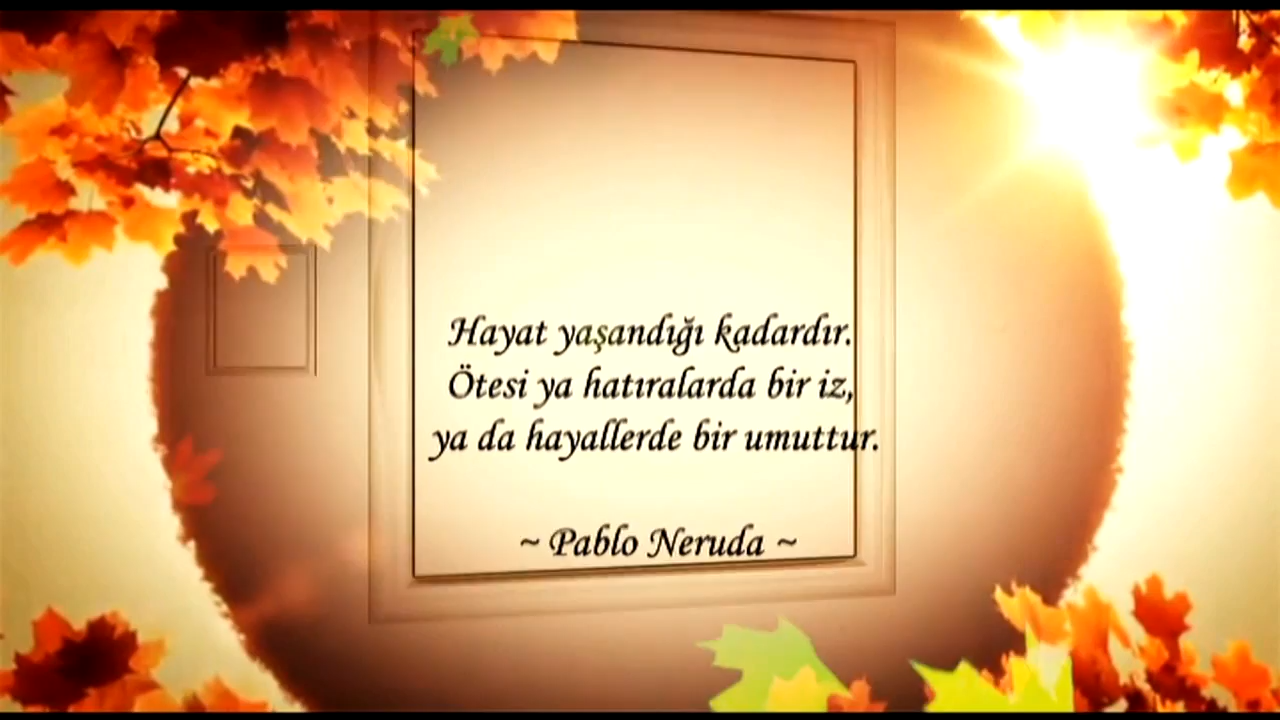 Hayat yaşandığı kadardır.
Ötesi ya hatıralarda bir iz,
ya da hayallerde bir umuttur.
~ Pablo Neruda ~